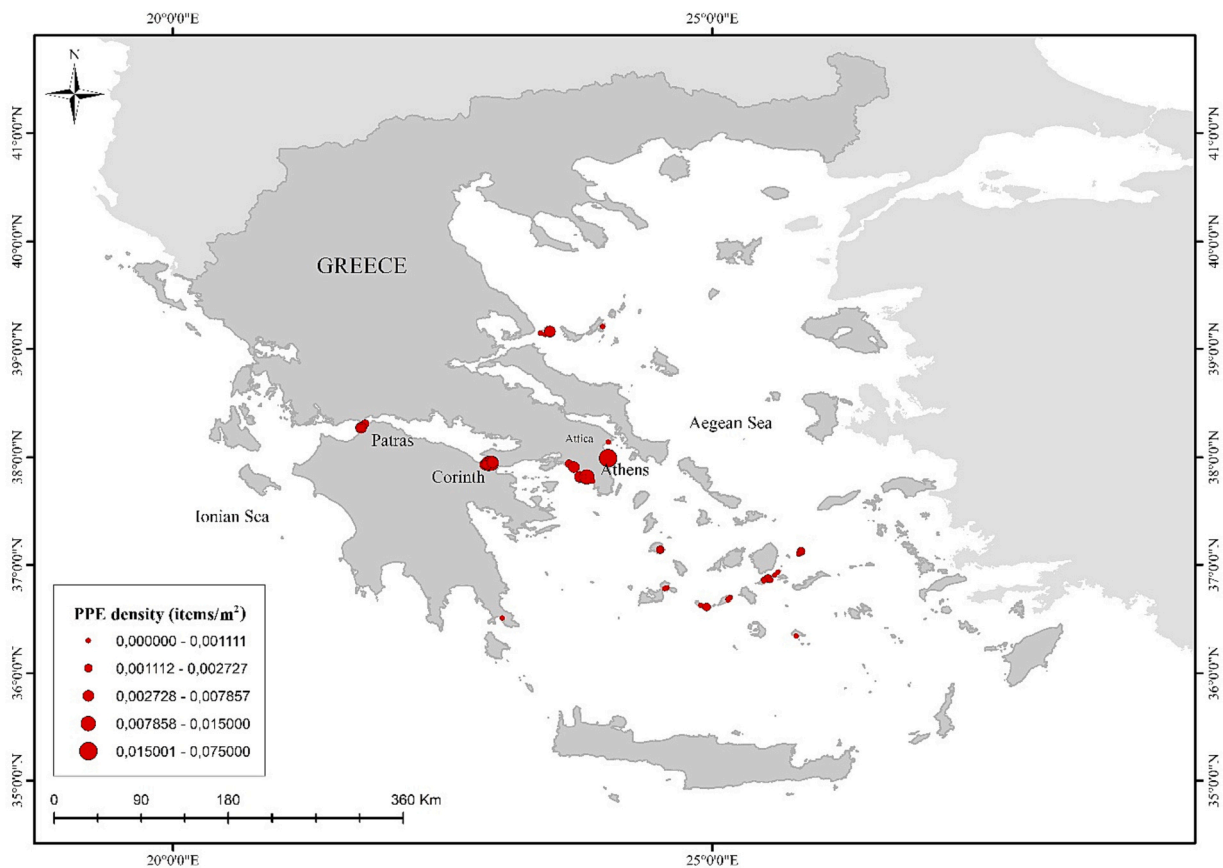 20°0'0"E 25°0'0"E
N
41°0'0"N 41°0'0"N
40°0'0"N 40°0'0"N
GREECE
39°0'0"N 39°0'0"N
Aegean Sea
Patras
Attica
38°0'0"N 38°0'0"N
Athens
Corinth
Ionian Sea
37°0'0"N 37°0'0"N
PPE density (items/m²)
0,000000 - 0,001111
0,001112 - 0,002727
0,002728 - 0,007857
0,007858 - 0,015000
0,015001 - 0,075000
36°0'0"N 36°0'0"N
35°0'0"N 35°0'0"N
0 90 180 360 Km
20°0'0"E 25°0'0"E